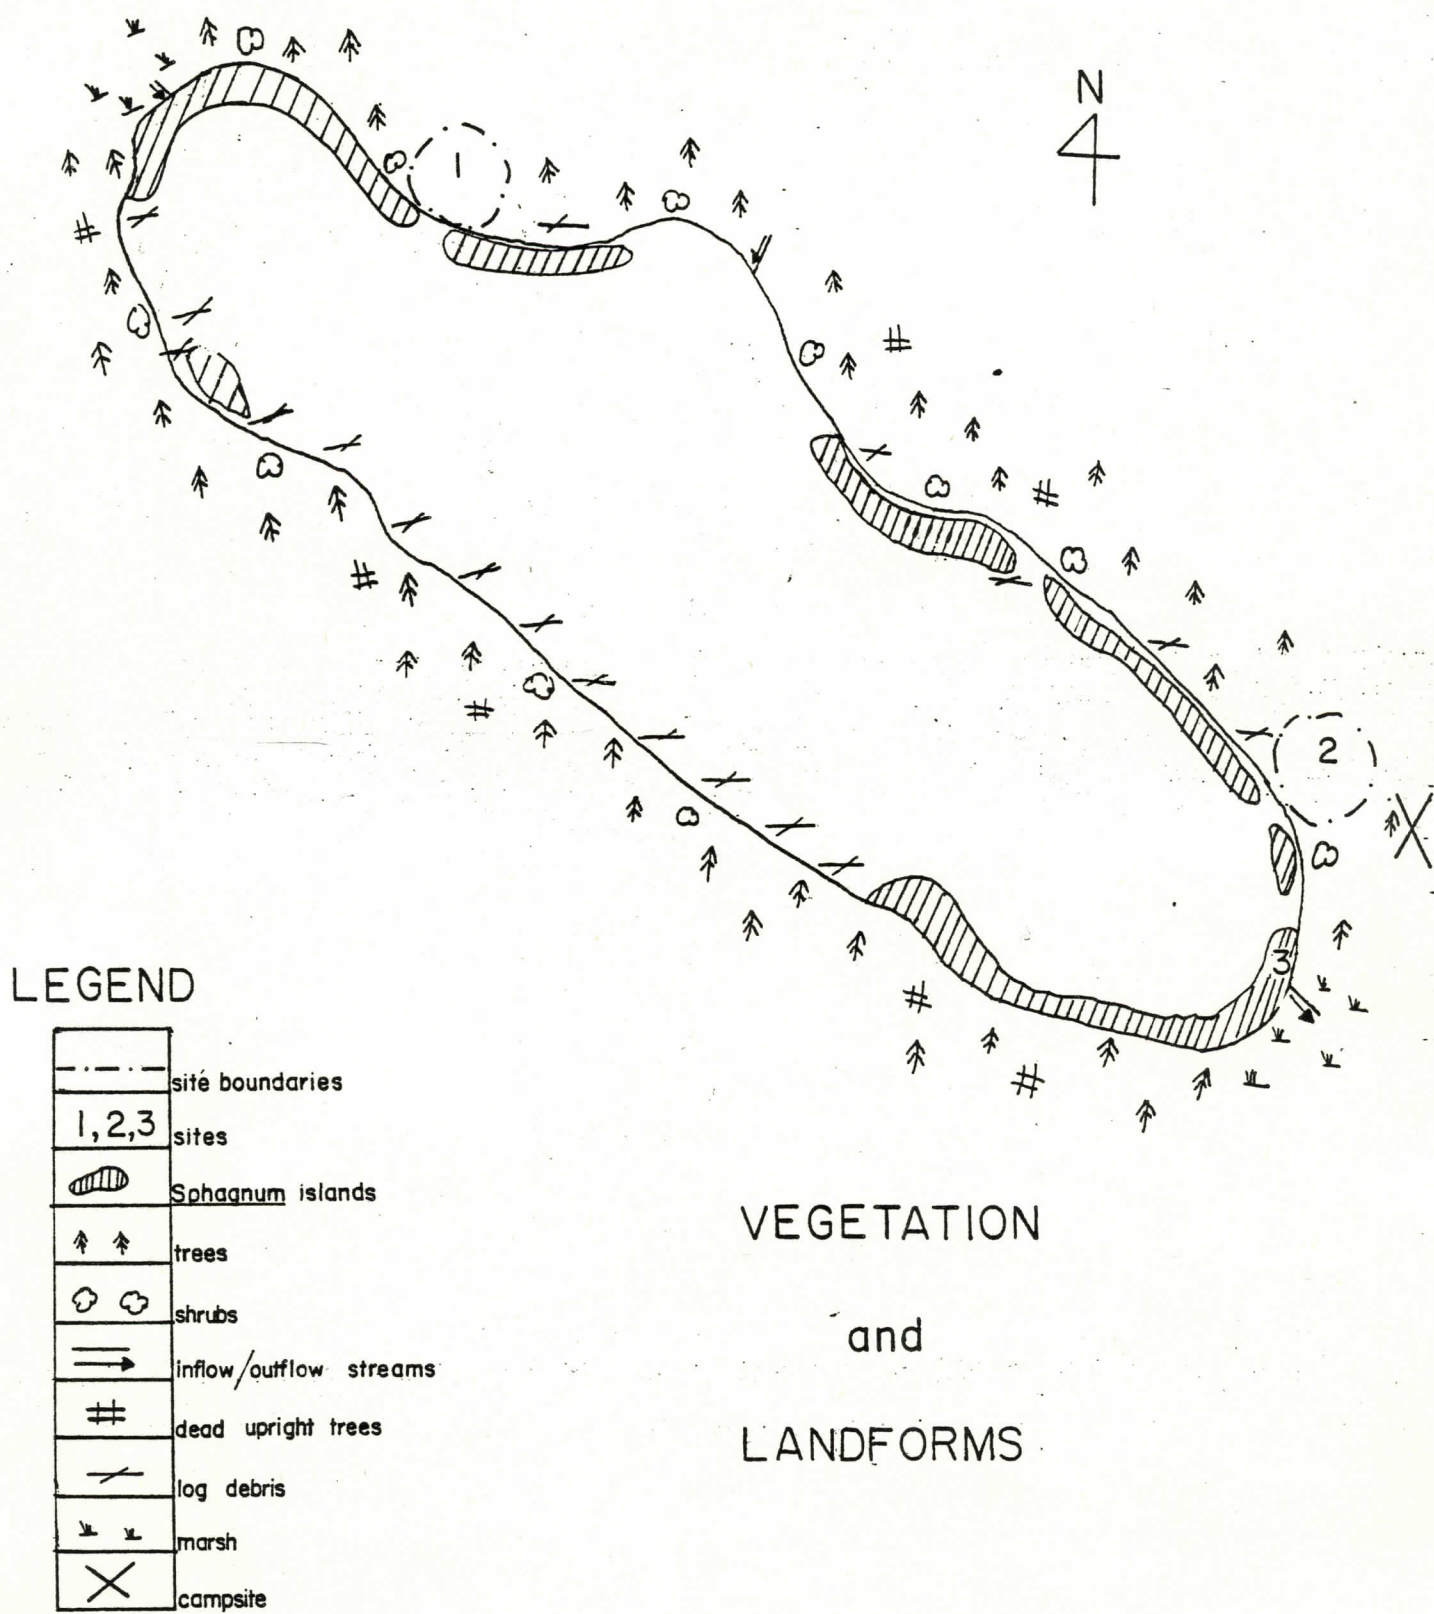 N
1
2
3
LEGEND
site boundaries
1,2,3 sites
Sphagnum islands
trees
shrubs
inflow/outflow streams
dead upright trees
log debris
marsh
campsite
VEGETATION
and
LANDFORMS